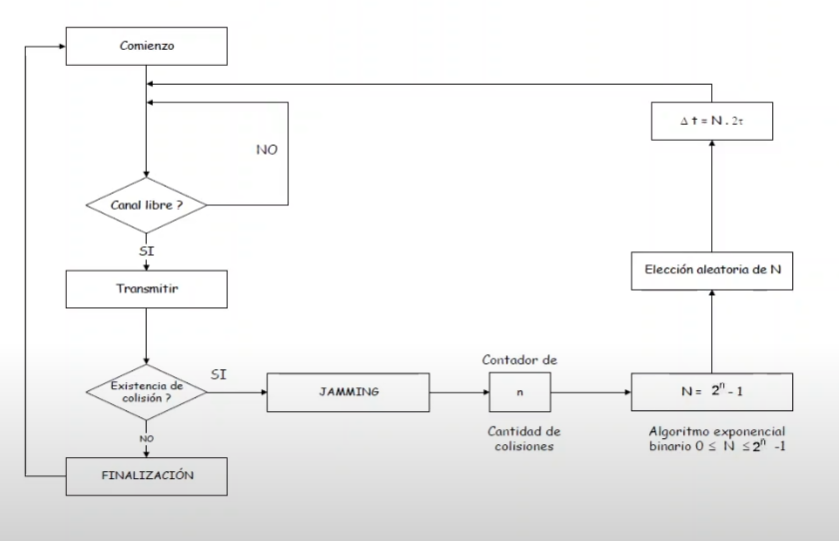 Comienzo
Δ t = N . 2τ
NO
Canal libre ?
SI
Elección aleatoria de N
Transmitir
Contador de
SI
Existencia de
colisión ?
JAMMING
n
N = 2ⁿ - 1
Cantidad de
colisiones
Algoritmo exponencial
binario 0 ≤ N ≤ 2ⁿ -1
NO
FINALIZACIÓN